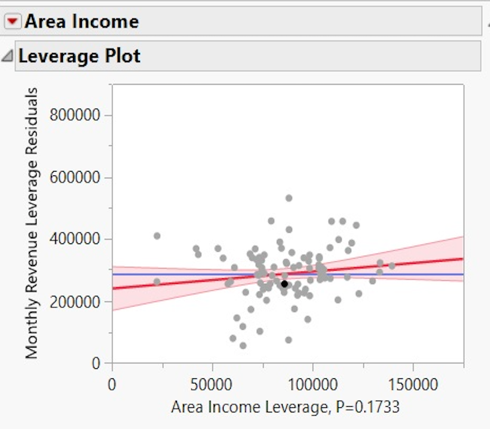 Area Income
Leverage Plot
Monthly Revenue Leverage Residuals
800000
600000
400000
200000
0
0 50000 100000 150000
Area Income Leverage, P=0.1733